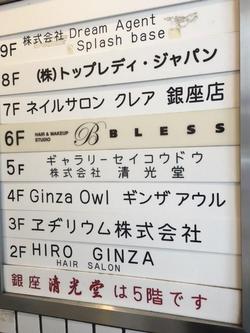 9F 株式会社 Dream Agent
Splash base
8F (株)トップレディ・ジャパン
7F ネイルサロン クレア 銀座店
6F HAIR & MAKEUP STUDIO B BLESS
5F ギャラリーセイコウドウ
株式会社 清光堂
4F Ginza Owl ギンザ アウル
3F ヱヂリウム株式会社
2F HIRO GINZA
HAIR SALON
銀座 清光堂 は5階です